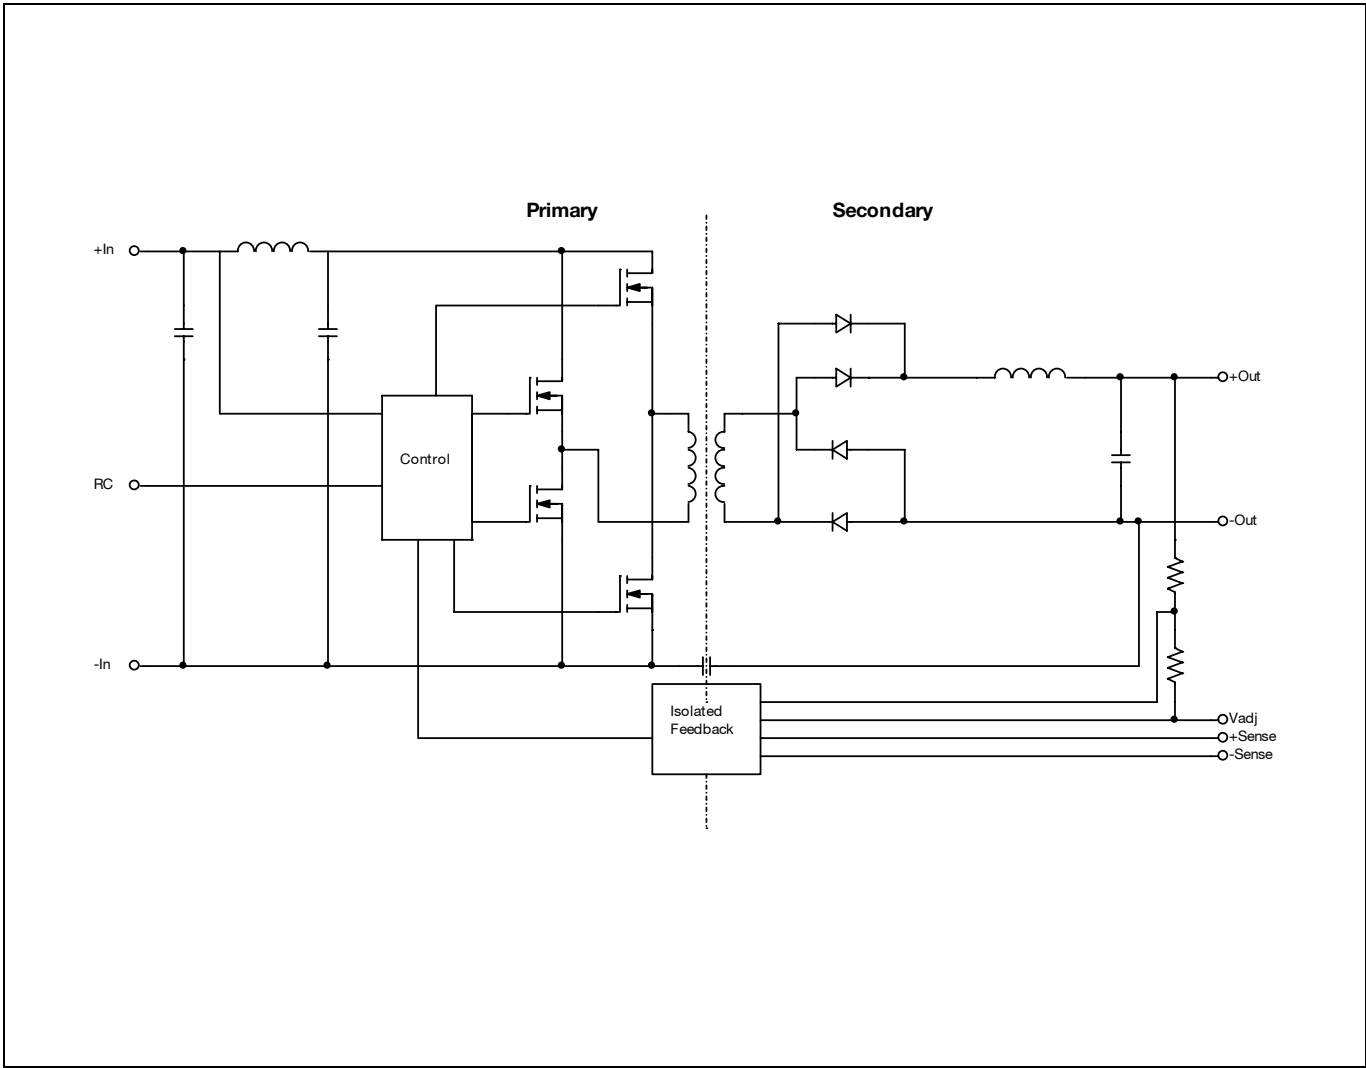 Primary
Secondary
+In
+Out
Control
RC
-Out
-In
Isolated
Feedback
Vadj
+Sense
-Sense